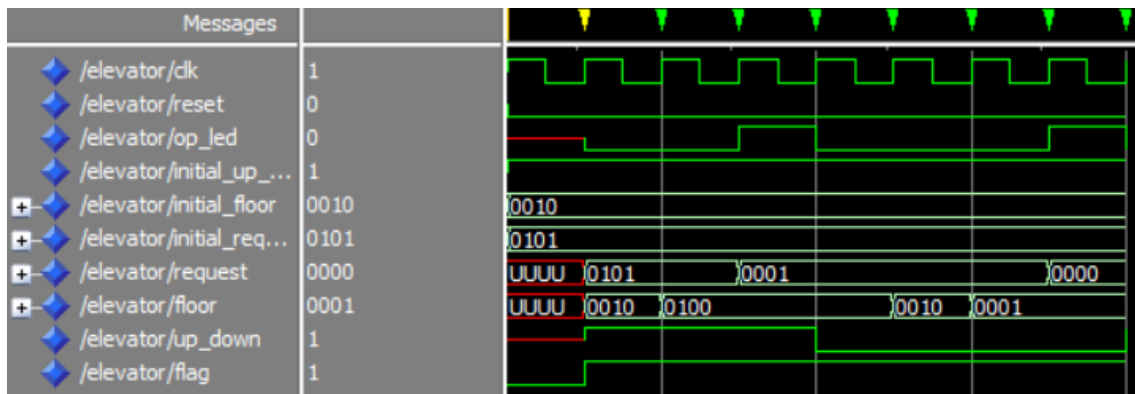 Messages
/elevator/clk 1
/elevator/reset 0
/elevator/op_led 0
/elevator/initial_up_... 1
/elevator/initial_floor 0010 0010
/elevator/initial_req... 0101 0101
/elevator/request 0000 UUUU 0101 0001 0000
/elevator/floor 0001 UUUU 0010 0100 0010 0001
/elevator/up_down 1
/elevator/flag 1